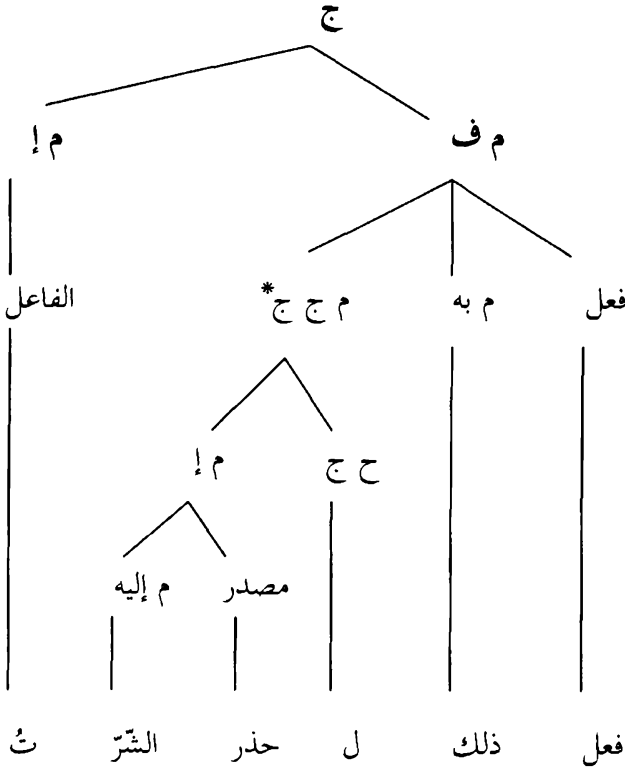 ج
م ف م إ
فعل م به م ج ج* الفاعل
ح ج م إ
مصدر م إليه
فعل ذلك ل حذر الشّرّ تُ